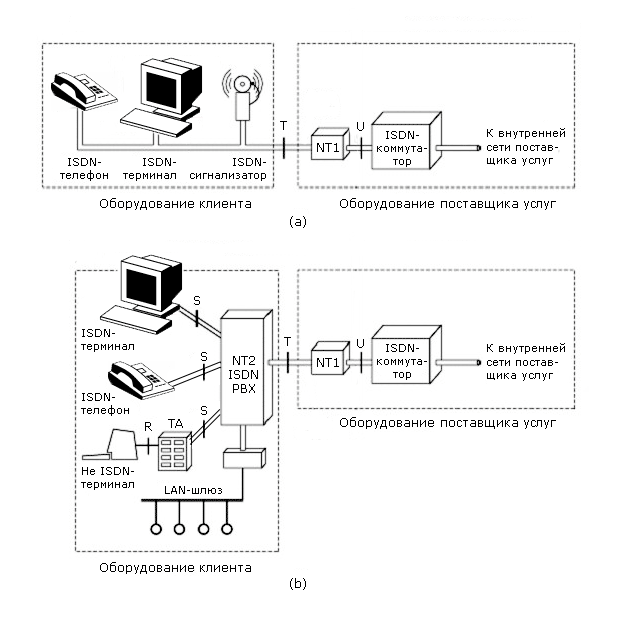 T
U
NT1
ISDN-
коммута-
тор
К внутренней
сети постав-
щика услуг
ISDN-
телефон
ISDN-
терминал
ISDN-
сигнализатор
Оборудование клиента
Оборудование поставщика услуг
(a)
S
ISDN-
терминал
S
ISDN-
телефон
S
R
TA
Не ISDN-
терминал
NT2
ISDN
PBX
T
U
NT1
ISDN-
коммута-
тор
К внутренней
сети постав-
щика услуг
Оборудование поставщика услуг
LAN-шлюз
Оборудование клиента
(b)